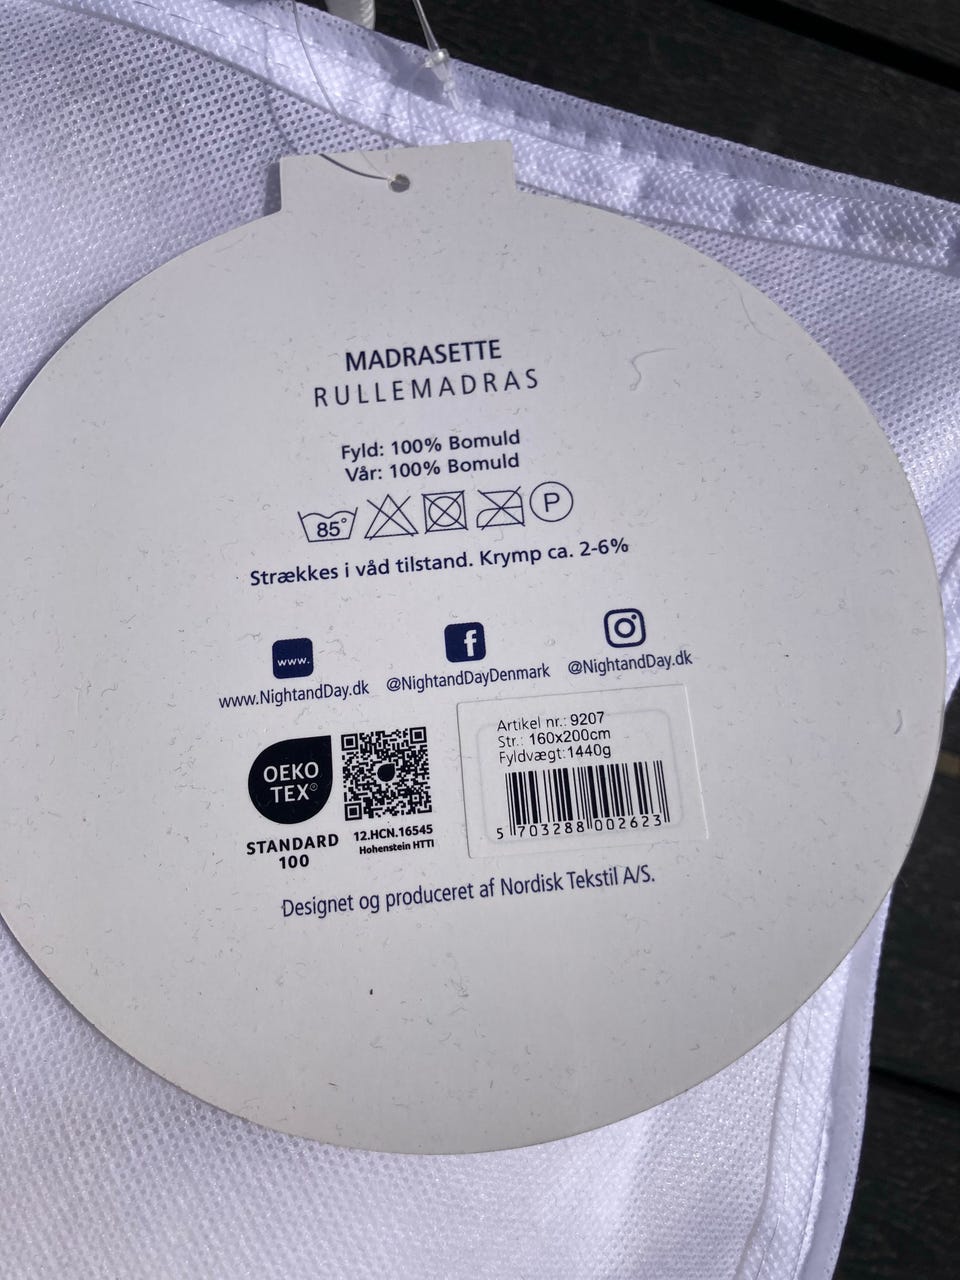 MADRASETTE
RULLEMADRAS
Fyld: 100% Bomuld
Vår: 100% Bomuld
85° P
Strækkes i våd tilstand. Krymp ca. 2-6%
www. f
www.NightandDay.dk @NightandDayDenmark @NightandDay.dk
OEKO
TEX®
STANDARD
100
12.HCN.16545
Hohenstein HTTI
Artikel nr.: 9207
Str.: 160x200cm
Fyldvægt:1440g
5 703288 002623
Designet og produceret af Nordisk Tekstil A/S.